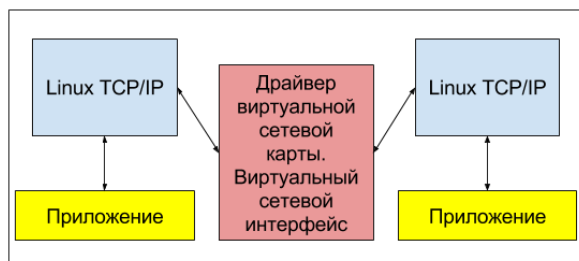 Linux TCP/IP
Приложение
Драйвер
виртуальной
сетевой
карты.
Виртуальный
сетевой
интерфейс
Linux TCP/IP
Приложение